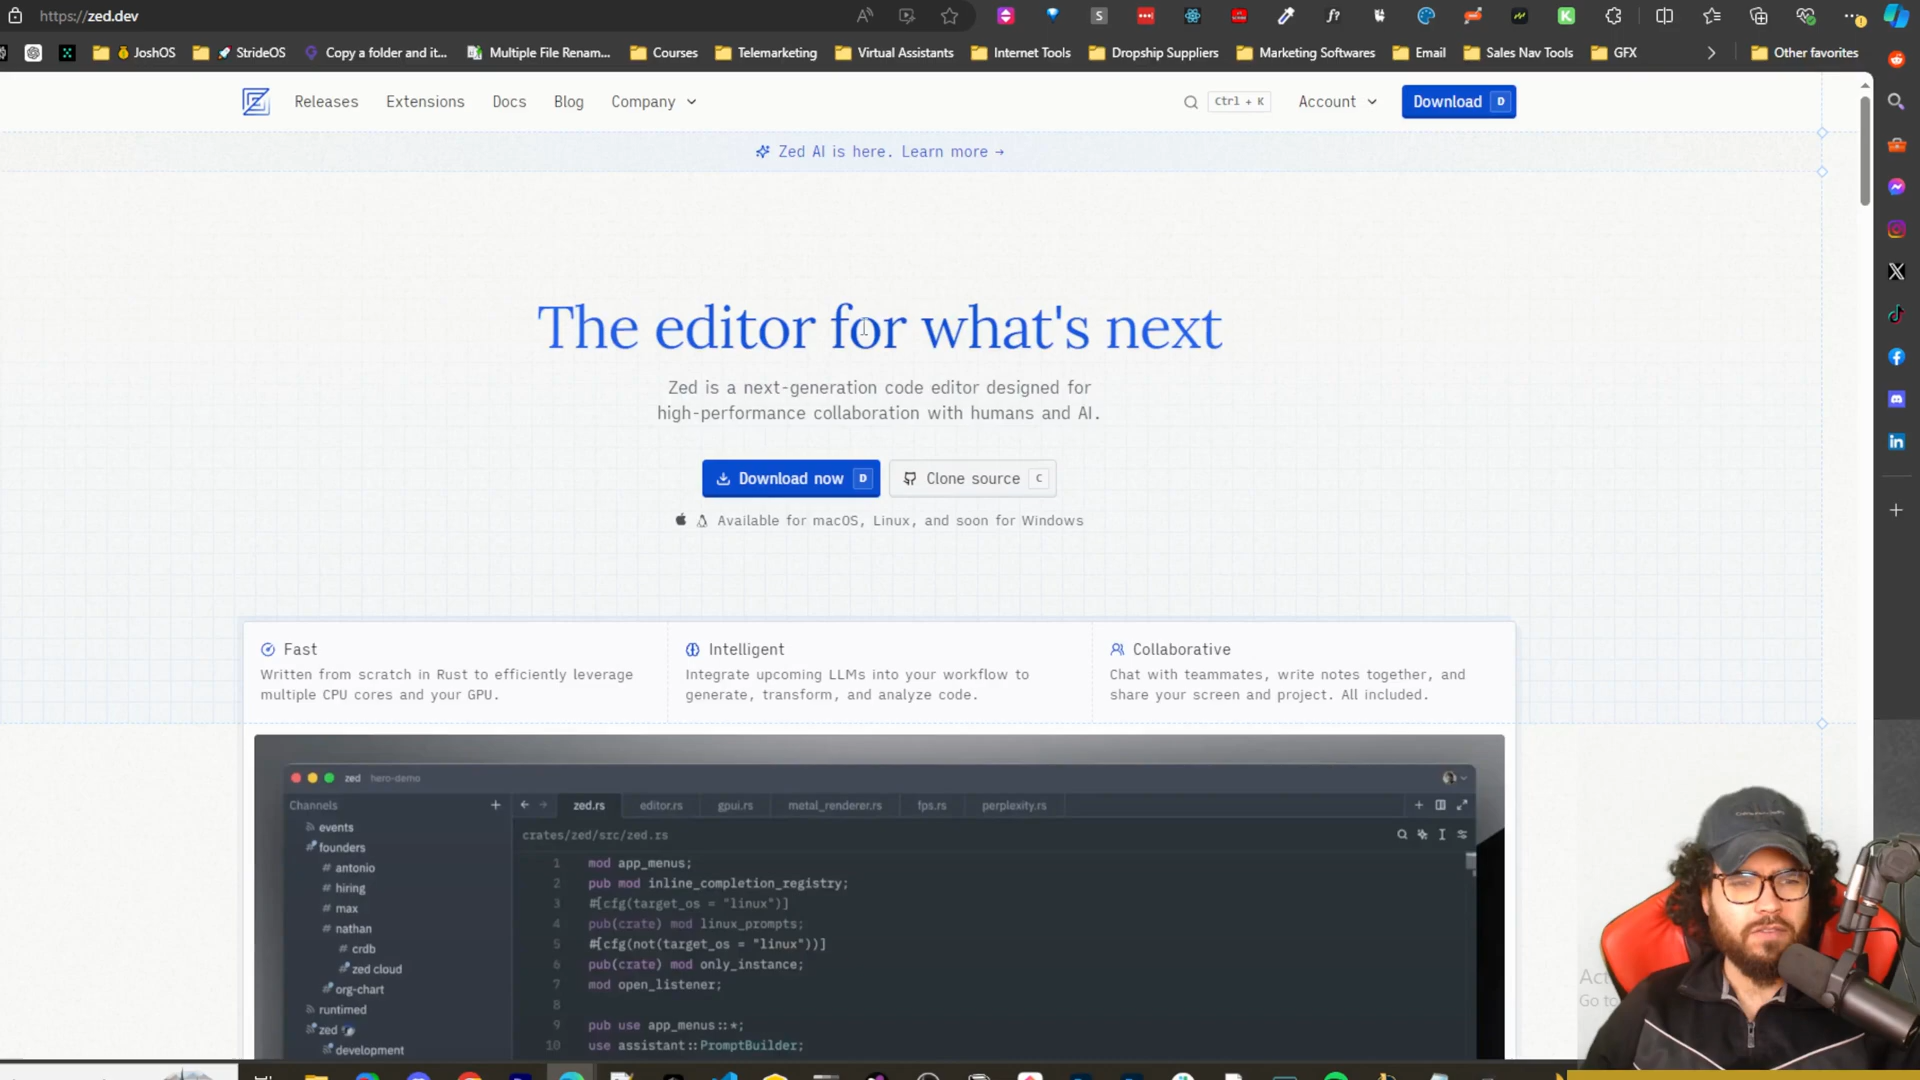 https://zed.dev
JoshOS
StrideOS
Copy a folder and it...
Multiple File Renam...
Courses
Telemarketing
Virtual Assistants
Internet Tools
Dropship Suppliers
Marketing Softwares
Email
Sales Nav Tools
GFX
Other favorites
Releases
Extensions
Docs
Blog
Company
Ctrl + K
Account
Download D
Zed AI is here. Learn more →
The editor for what's next
Zed is a next-generation code editor designed for
high-performance collaboration with humans and AI.
Download now D
Clone source C
Available for macOS, Linux, and soon for Windows
Fast
Written from scratch in Rust to efficiently leverage
multiple CPU cores and your GPU.
Intelligent
Integrate upcoming LLMs into your workflow to
generate, transform, and analyze code.
Collaborative
Chat with teammates, write notes together, and
share your screen and project. All included.
zed hero-demo
Channels
events
founders
# antonio
# hiring
# max
# nathan
# crdb
zed cloud
# org-chart
runtimed
zed
# development
zed.rs
editor.rs
gpui.rs
metal_renderer.rs
fps.rs
perplexity.rs
crates/zed/src/zed.rs
1 mod app_menus;
2 pub mod inline_completion_registry;
3 #[cfg(target_os = "linux")]
4 pub(crate) mod linux_prompts;
5 #[cfg(not(target_os = "linux"))]
6 pub(crate) mod only_instance;
7 mod open_listener;
8
9 pub use app_menus::*;
10 use assistant::PromptBuilder;
Go to